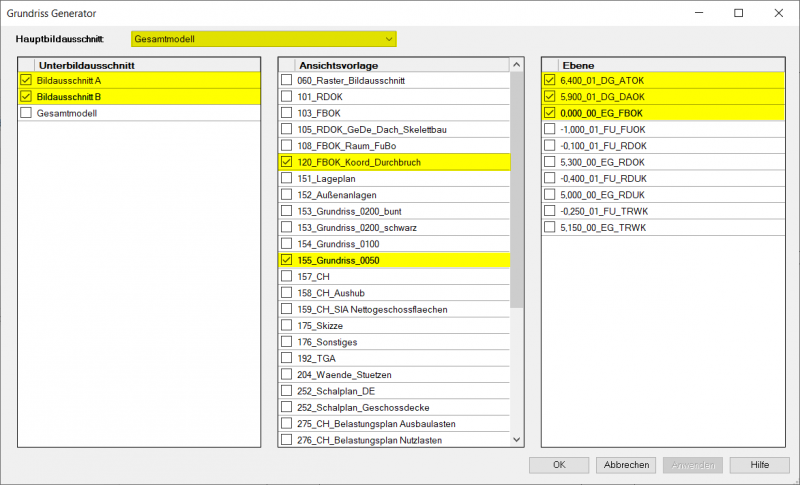 Grundriss Generator
Hauptbildausschnitt: Gesamtmodell
Unterbildausschnitt
Bildausschnitt A
Bildausschnitt B
Gesamtmodell
Ansichtsvorlage
060_Raster_Bildausschnitt
101_RDOK
103_FBOK
105_RDOK_GeDe_Dach_Skelettbau
108_FBOK_Raum_FuBo
120_FBOK_Koord_Durchbruch
151_Lageplan
152_Außenanlagen
153_Grundriss_0200_bunt
153_Grundriss_0200_schwarz
154_Grundriss_0100
155_Grundriss_0050
157_CH
158_CH_Aushub
159_CH_SIA Nettogeschossflaechen
175_Skizze
176_Sonstiges
192_TGA
204_Waende_Stuetzen
252_Schalplan_DE
252_Schalplan_Geschossdecke
275_CH_Belastungsplan Ausbaulasten
276_CH_Belastungsplan Nutzlasten
Ebene
6,400_01_DG_ATOK
5,900_01_DG_DAOK
0,000_00_EG_FBOK
-1,000_01_FU_FUOK
-0,100_01_FU_RDOK
5,300_00_EG_RDOK
-0,400_01_FU_RDUK
5,000_00_EG_RDUK
-0,250_01_FU_TRWK
5,150_00_EG_TRWK
OK Abbrechen Anwenden Hilfe